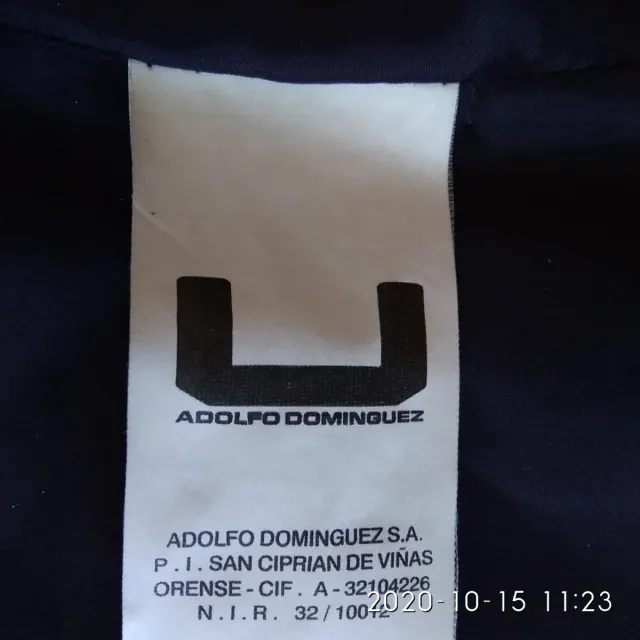 ADOLFO DOMINGUEZ
ADOLFO DOMINGUEZ S.A.
P.I. SAN CIPRIAN DE VIÑAS
ORENSE - CIF. A - 32104226
N.I.R. 32/10012
2020-10-15 11:23